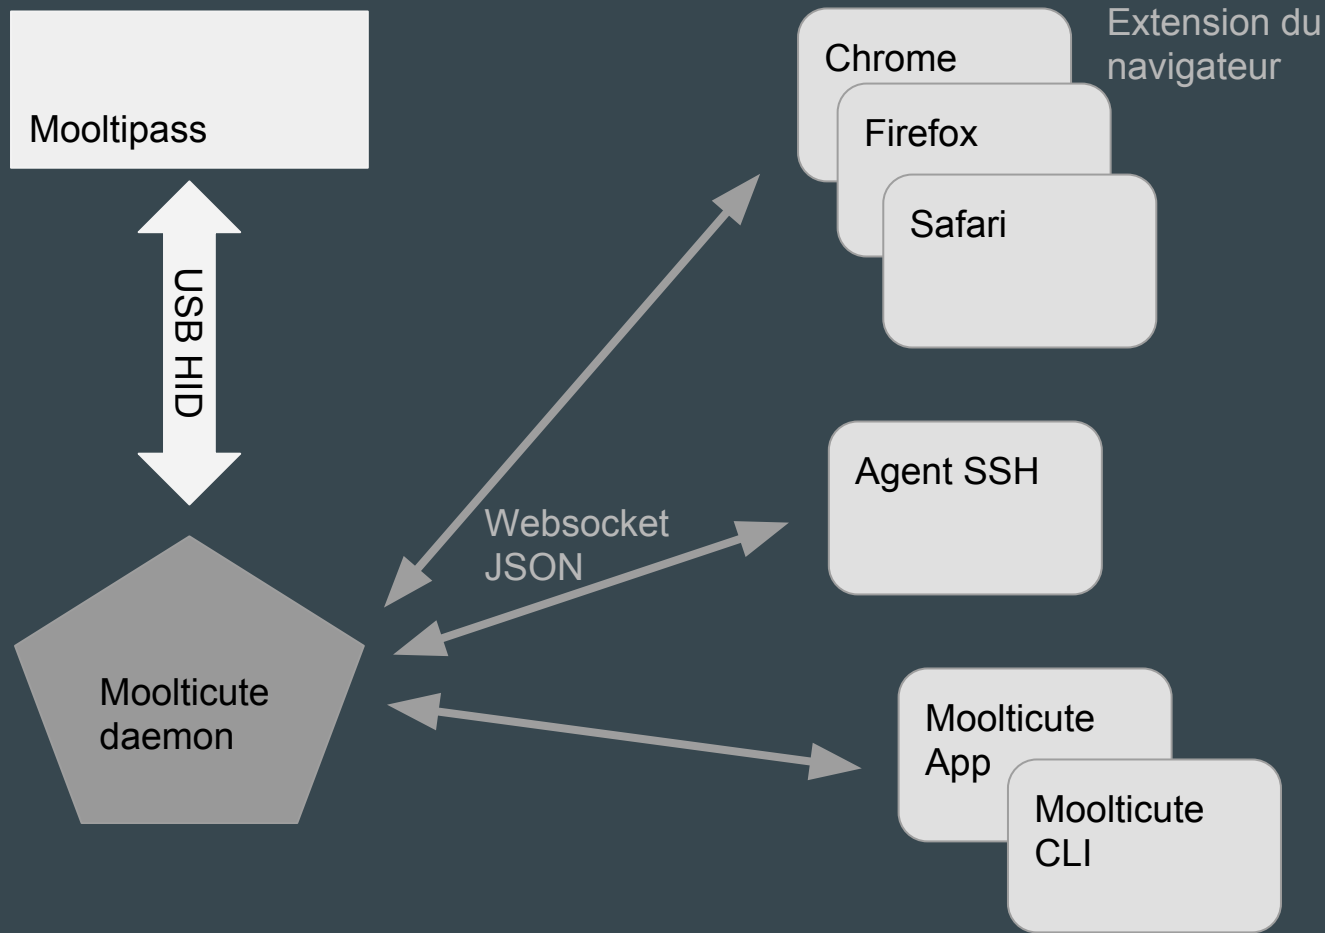 Mooltipass
USB HID
Moolticute
daemon
Websocket
JSON
Chrome
Firefox
Safari
Extension du
navigateur
Agent SSH
Moolticute
App
Moolticute
CLI